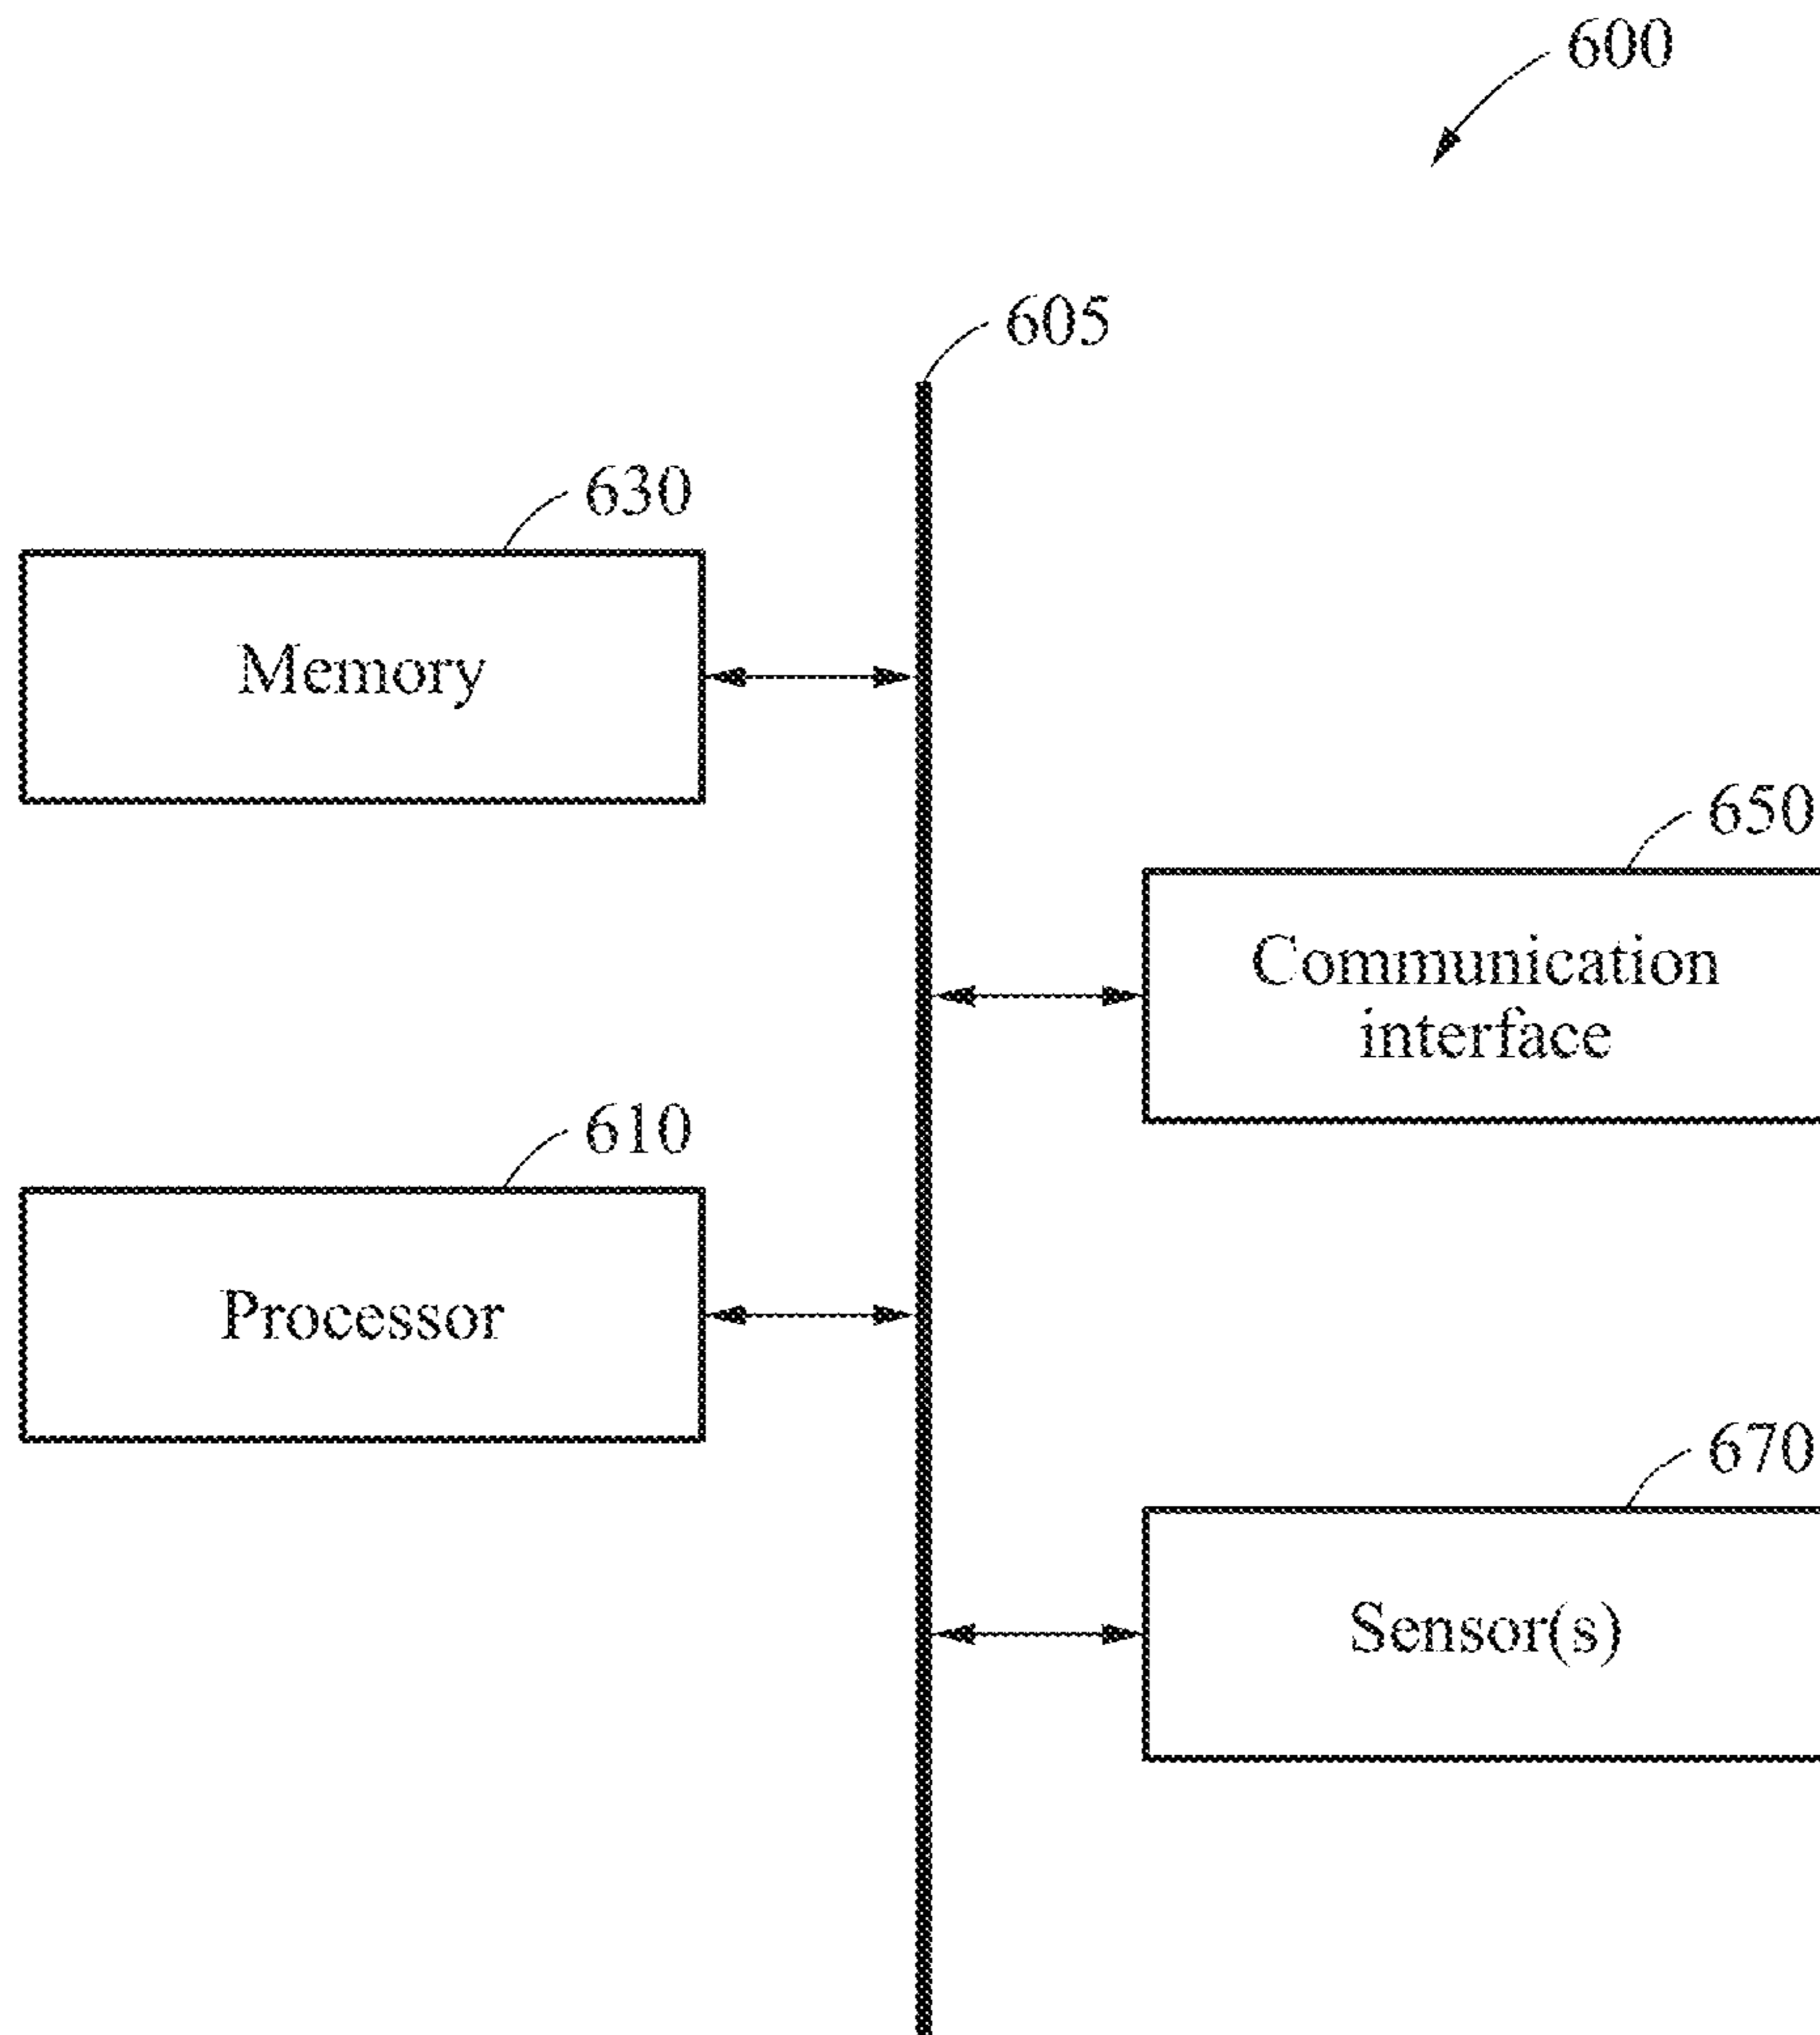 600
605
630
Memory
650
Communication
interface
610
Processor
670
Sensor(s)